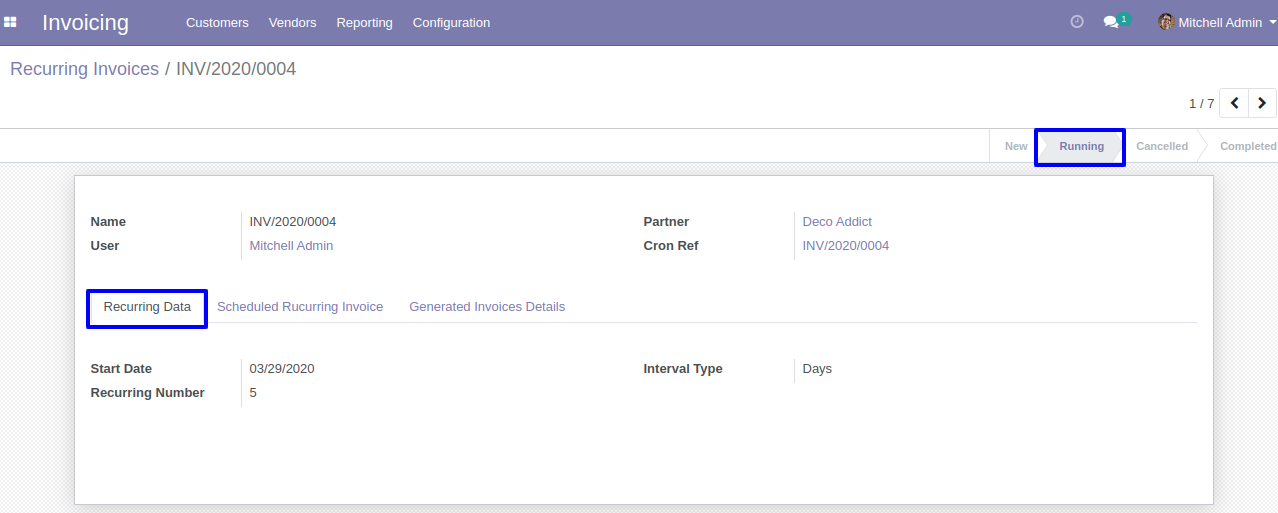 Invoicing Customers Vendors Reporting Configuration 1 Mitchell Admin
Recurring Invoices / INV/2020/0004
1 / 7
New Running Cancelled Completed
Name INV/2020/0004 Partner Deco Addict
User Mitchell Admin Cron Ref INV/2020/0004
Recurring Data Scheduled Rucurring Invoice Generated Invoices Details
Start Date 03/29/2020 Interval Type Days
Recurring Number 5